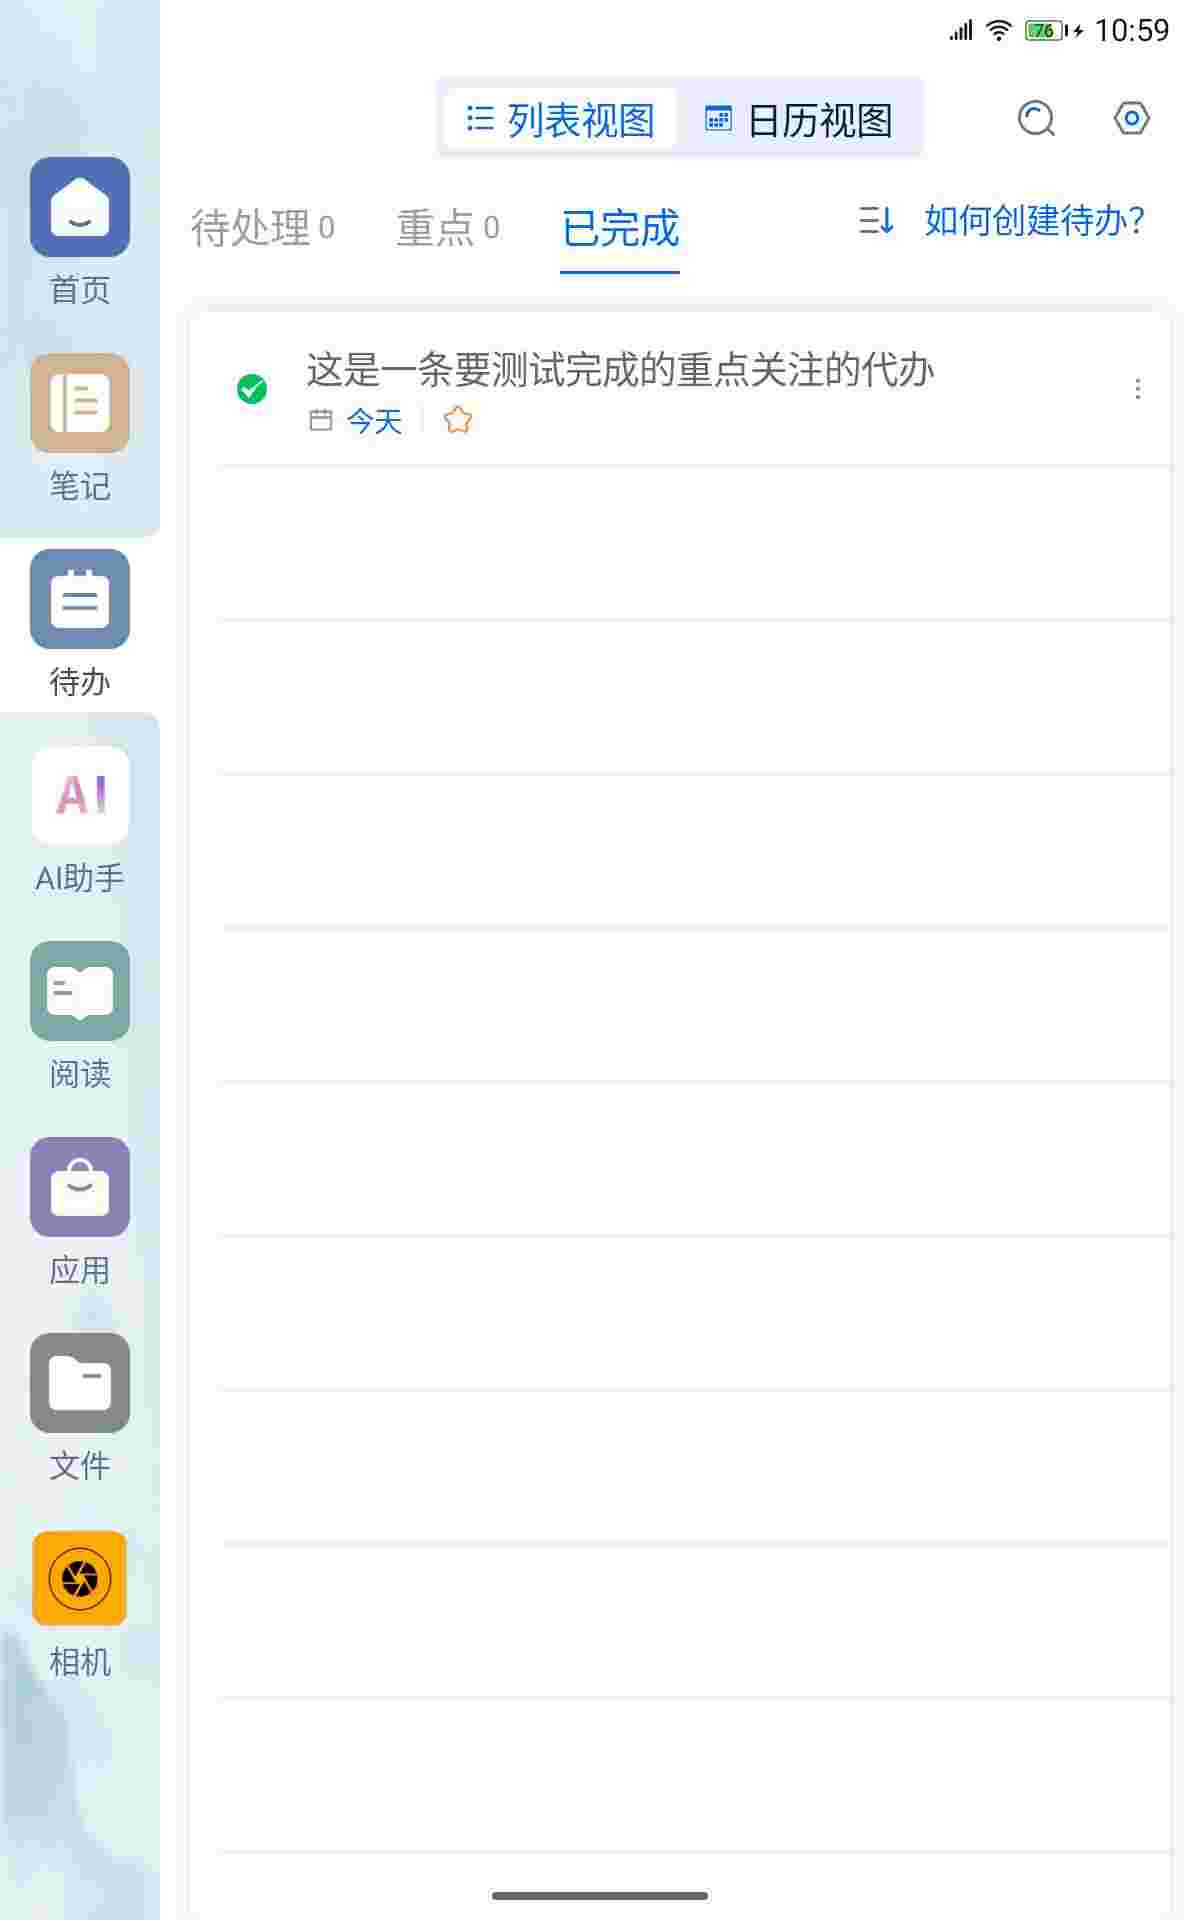 76 10:59
列表视图 日历视图
待处理 0 重点 0 已完成 如何创建待办?
这是一条要测试完成的重点关注的代办
今天
首页
笔记
待办
AI
AI助手
阅读
应用
文件
相机